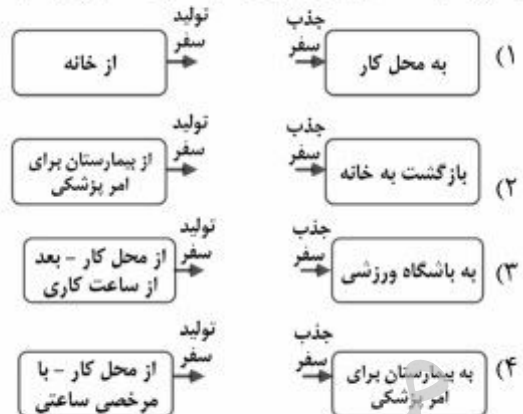 ۱) به محل کار جذب سفر تولید سفر از خانه
۲) بازگشت به خانه جذب سفر تولید سفر از بیمارستان برای امر پزشکی
۳) به باشگاه ورزشی جذب سفر تولید سفر از محل کار - بعد از ساعت کاری
۴) به بیمارستان برای امر پزشکی جذب سفر تولید سفر از محل کار - با مرخصی ساعتی